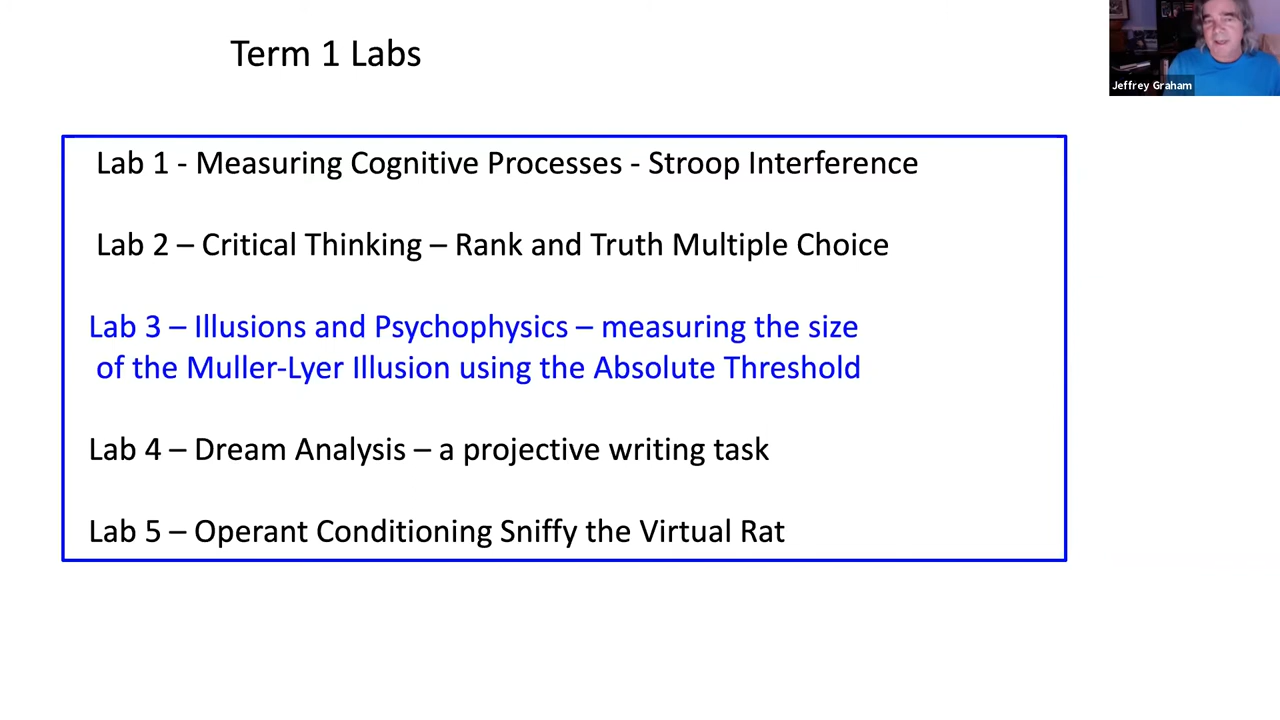 Term 1 Labs
Jeffrey Graham
Lab 1 - Measuring Cognitive Processes - Stroop Interference
Lab 2 – Critical Thinking – Rank and Truth Multiple Choice
Lab 3 – Illusions and Psychophysics – measuring the size
of the Muller-Lyer Illusion using the Absolute Threshold
Lab 4 – Dream Analysis – a projective writing task
Lab 5 – Operant Conditioning Sniffy the Virtual Rat